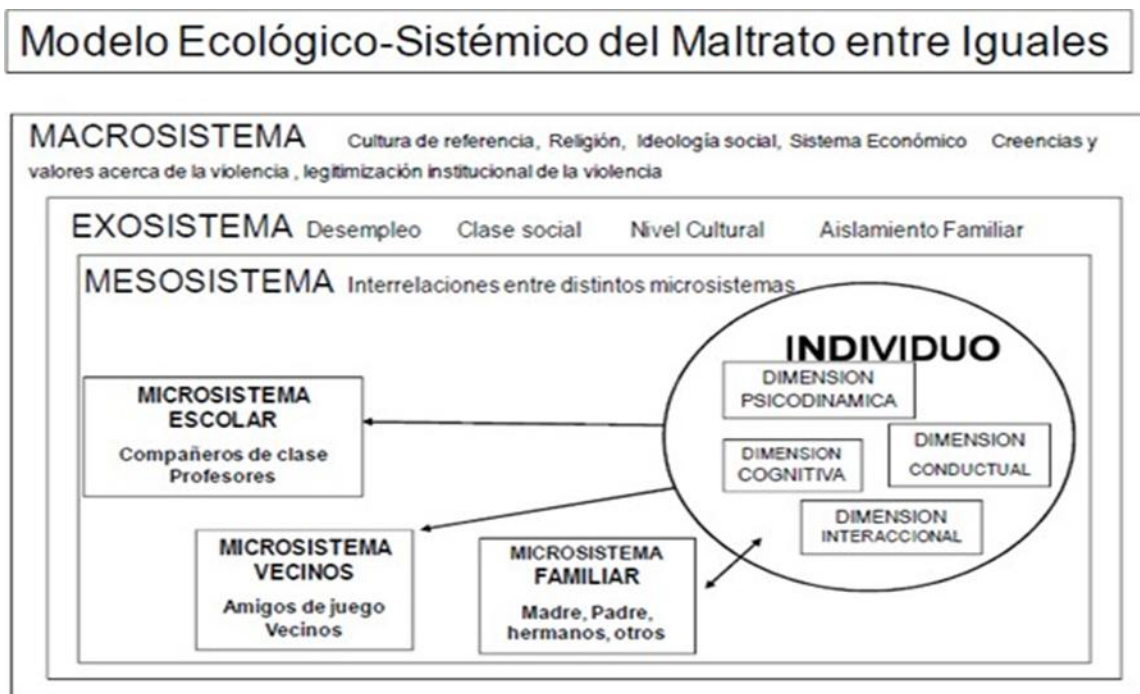 Modelo Ecológico-Sistémico del Maltrato entre Iguales
MACROSISTEMA Cultura de referencia, Religión, Ideología social, Sistema Económico Creencias y
valores acerca de la violencia , legitimización institucional de la violencia
EXOSISTEMA Desempleo Clase social Nivel Cultural Aislamiento Familiar
MESOSISTEMA Interrelaciones entre distintos microsistemas
INDIVIDUO
DIMENSION
PSICODINAMICA
DIMENSION
COGNITIVA
DIMENSION
CONDUCTUAL
DIMENSION
INTERACCIONAL
MICROSISTEMA
ESCOLAR
Compañeros de clase
Profesores
MICROSISTEMA
VECINOS
Amigos de juego
Vecinos
MICROSISTEMA
FAMILIAR
Madre, Padre,
hermanos, otros